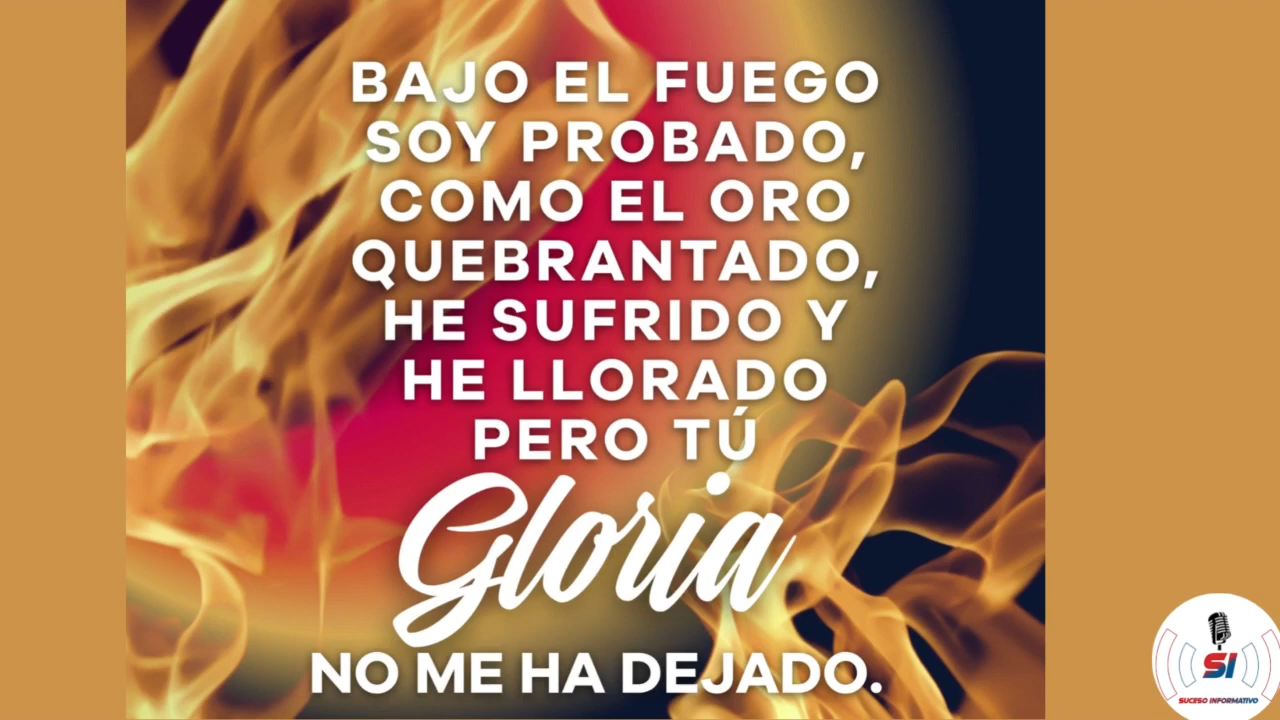 BAJO EL FUEGO
SOY PROBADO,
COMO EL ORO
QUEBRANTADO,
HE SUFRIDO Y
HE LLORADO
PERO TÚ
Gloria
NO ME HA DEJADO.
SI
SUCESO INFORMATIVO